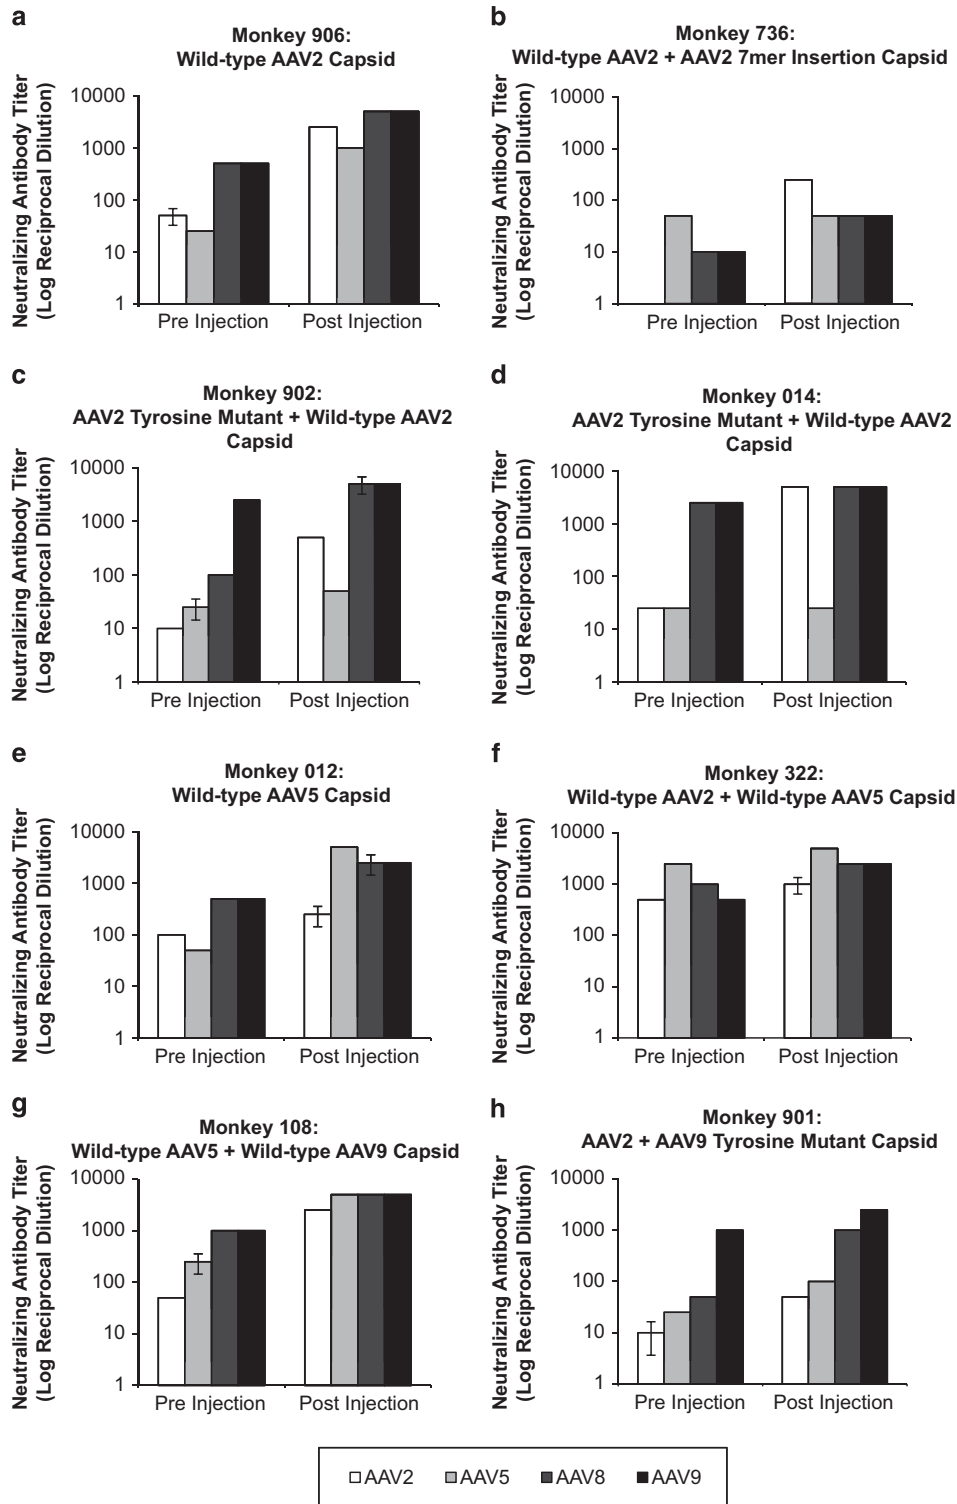 a
Monkey 906:
Wild-type AAV2 Capsid
Neutralizing Antibody Titer
(Log Reciprocal Dilution)
10000
1000
100
10
1
Pre Injection
Post Injection
b
Monkey 736:
Wild-type AAV2 + AAV2 7mer Insertion Capsid
Neutralizing Antibody Titer
(Log Reciprocal Dilution)
10000
1000
100
10
1
Pre Injection
Post Injection
c
Monkey 902:
AAV2 Tyrosine Mutant + Wild-type AAV2
Capsid
Neutralizing Antibody Titer
(Log Reciprocal Dilution)
10000
1000
100
10
1
Pre Injection
Post Injection
d
Monkey 014:
AAV2 Tyrosine Mutant + Wild-type AAV2
Capsid
Neutralizing Antibody Titer
(Log Reciprocal Dilution)
10000
1000
100
10
1
Pre Injection
Post Injection
e
Monkey 012:
Wild-type AAV5 Capsid
Neutralizing Antibody Titer
(Log Reciprocal Dilution)
10000
1000
100
10
1
Pre Injection
Post Injection
f
Monkey 322:
Wild-type AAV2 + Wild-type AAV5 Capsid
Neutralizing Antibody Titer
(Log Reciprocal Dilution)
10000
1000
100
10
1
Pre Injection
Post Injection
g
Monkey 108:
Wild-type AAV5 + Wild-type AAV9 Capsid
Neutralizing Antibody Titer
(Log Reciprocal Dilution)
10000
1000
100
10
1
Pre Injection
Post Injection
h
Monkey 901:
AAV2 + AAV9 Tyrosine Mutant Capsid
Neutralizing Antibody Titer
(Log Reciprocal Dilution)
10000
1000
100
10
1
Pre Injection
Post Injection
AAV2 AAV5 AAV8 AAV9